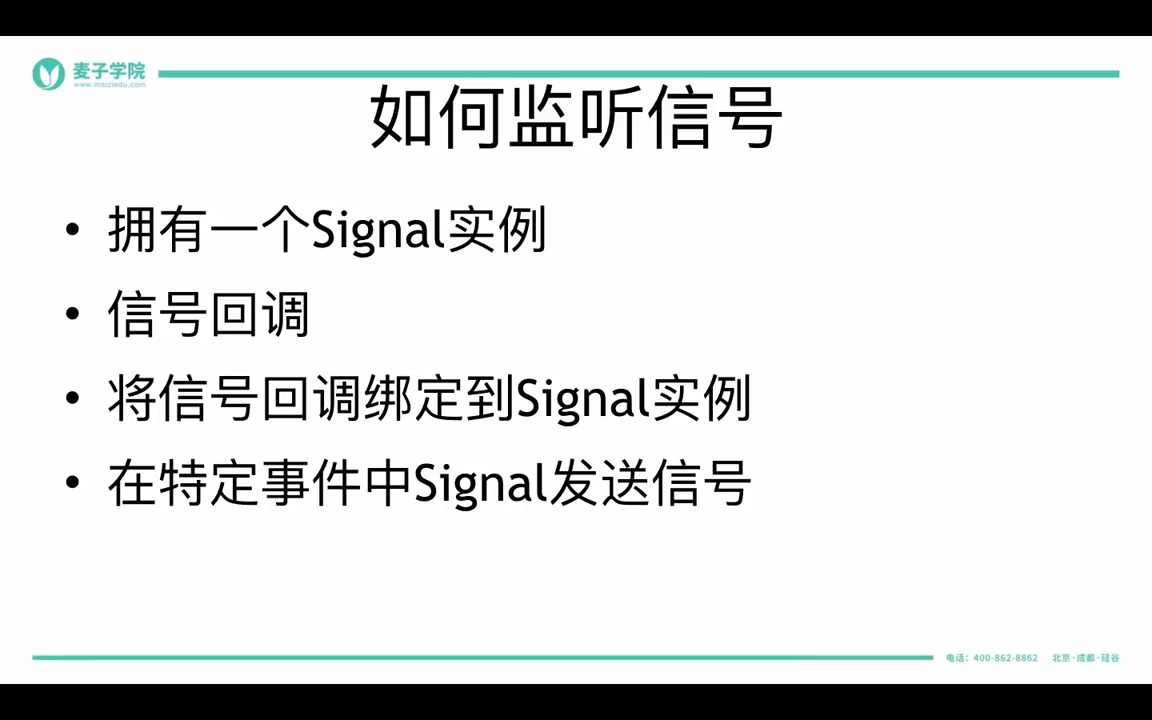 麦子学院
www.maiziedu.com
如何监听信号
• 拥有一个Signal实例
• 信号回调
• 将信号回调绑定到Signal实例
• 在特定事件中Signal发送信号
电话：400-862-8862 北京·成都·硅谷